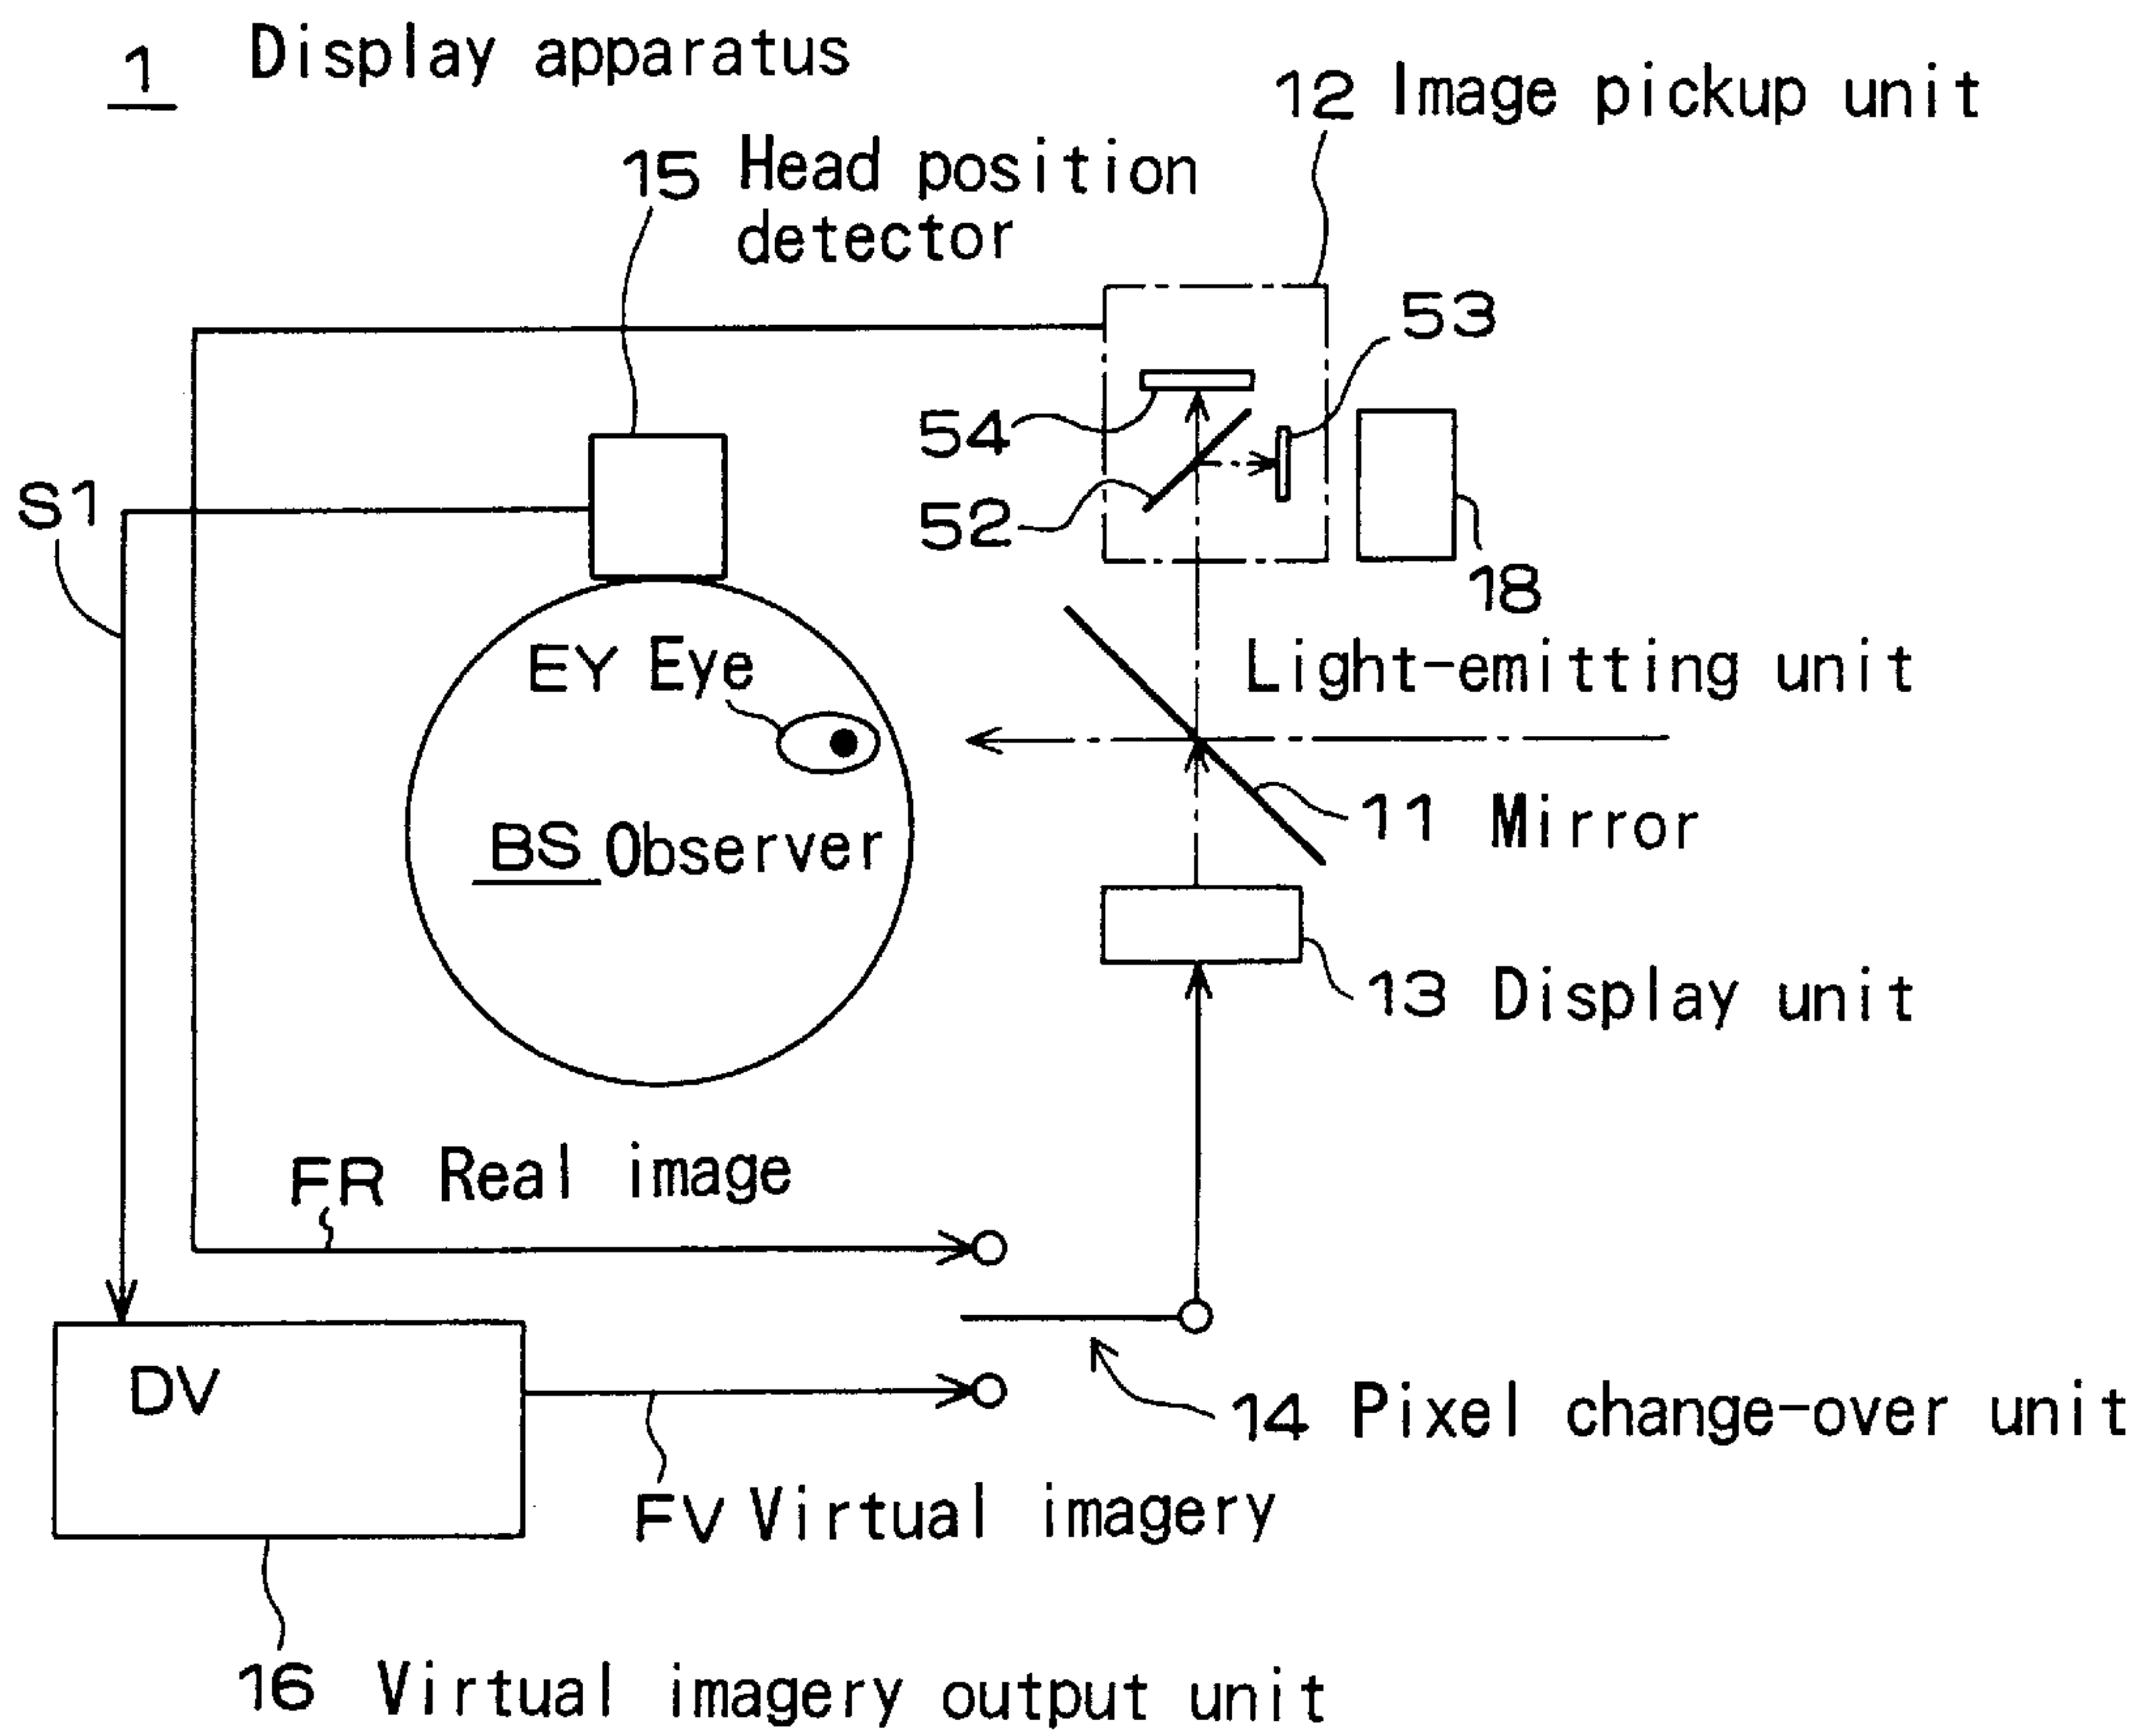 1 Display apparatus
12 Image pickup unit
15 Head position
detector
53
54
S1
52
18
EY Eye
Light-emitting unit
11 Mirror
BS Observer
13 Display unit
FR Real image
DV
14 Pixel change-over unit
FV Virtual imagery
16 Virtual imagery output unit